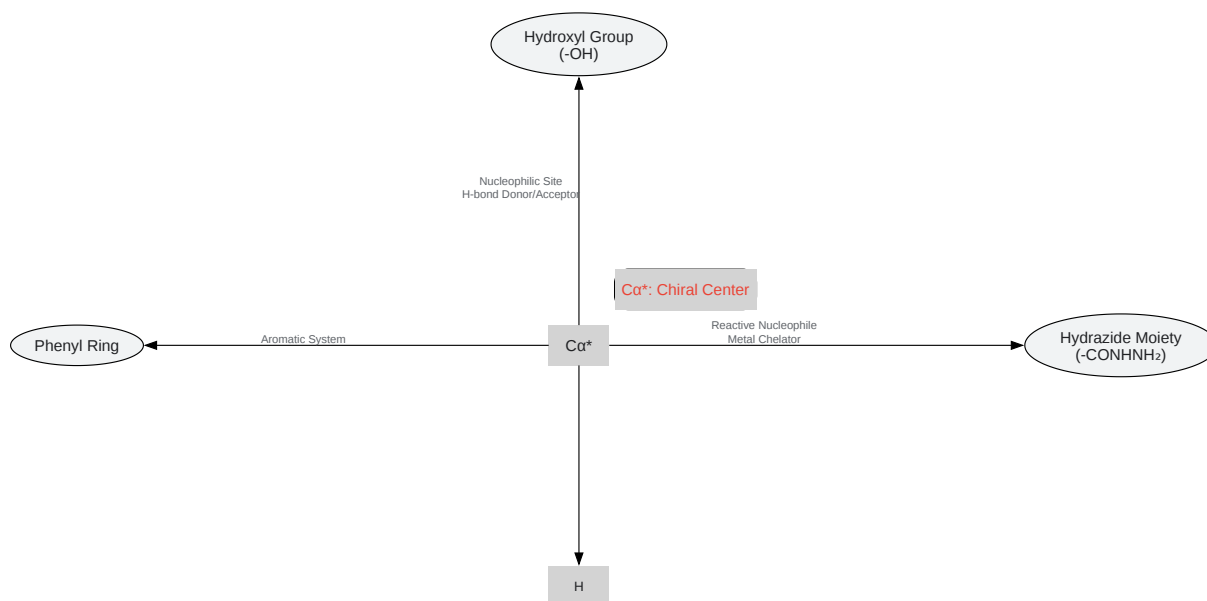 Hydroxyl Group
(-OH)
Nucleophilic Site
H-bond Donor/Acceptor
Cα*: Chiral Center
Phenyl Ring
Aromatic System
Cα*
Reactive Nucleophile
Metal Chelator
Hydrazide Moiety
(-CONHNH₂)
H